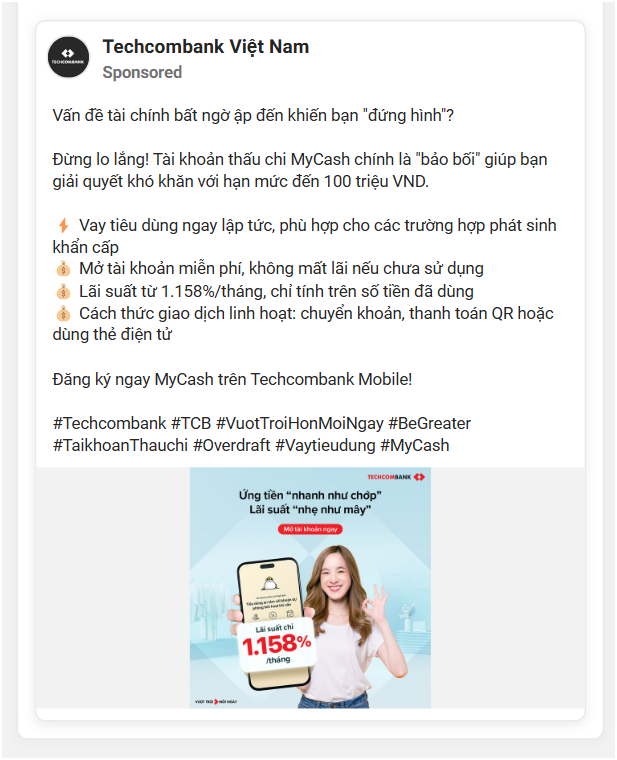 TECHCOMBANK
Techcombank Việt Nam
Sponsored
Vấn đề tài chính bất ngờ ập đến khiến bạn "đứng hình"?
Đừng lo lắng! Tài khoản thấu chi MyCash chính là "bảo bối" giúp bạn
giải quyết khó khăn với hạn mức đến 100 triệu VND.
⚡ Vay tiêu dùng ngay lập tức, phù hợp cho các trường hợp phát sinh
khẩn cấp
💰 Mở tài khoản miễn phí, không mất lãi nếu chưa sử dụng
💰 Lãi suất từ 1.158%/tháng, chỉ tính trên số tiền đã dùng
💰 Cách thức giao dịch linh hoạt: chuyển khoản, thanh toán QR hoặc
dùng thẻ điện tử
Đăng ký ngay MyCash trên Techcombank Mobile!
#Techcombank #TCB #VuotTroiHonMoiNgay #BeGreater
#TaikhoanThauchi #Overdraft #Vaytieudung #MyCash
TECHCOMBANK
Ứng tiền “nhanh như chớp”
Lãi suất “nhẹ như mây”
Mở tài khoản ngay
Lãi suất chỉ
1.158%
/tháng
VƯỢT TRỘI MỖI NGÀY